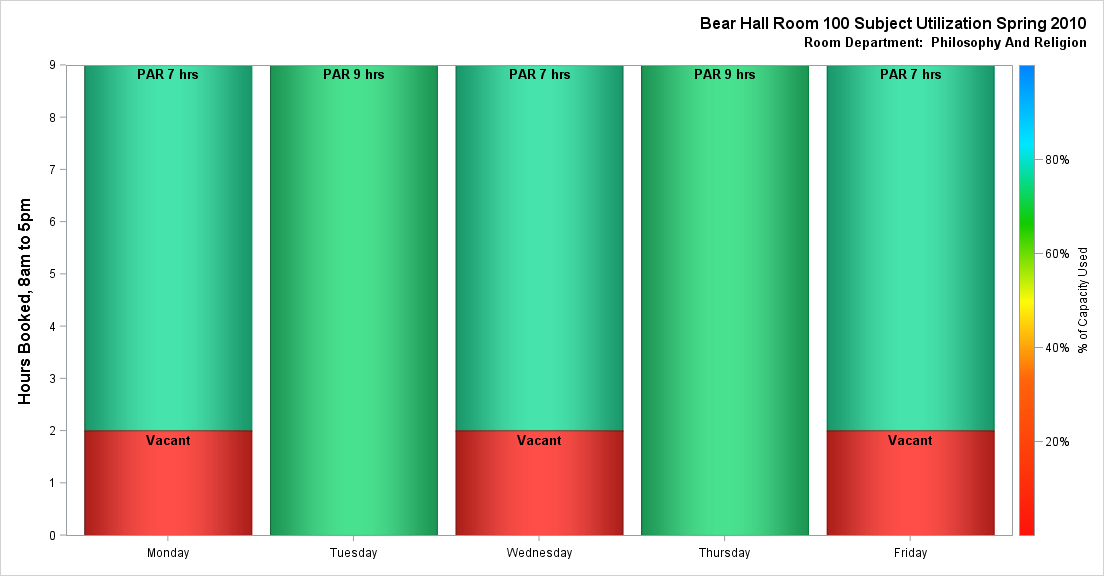 Bear Hall Room 100 Subject Utilization Spring 2010
Room Department:  Philosophy And Religion
Hours Booked, 8am to 5pm
9
8
7
6
5
4
3
2
1
0
PAR 7 hrs
PAR 9 hrs
PAR 7 hrs
PAR 9 hrs
PAR 7 hrs
Vacant
Vacant
Vacant
Monday
Tuesday
Wednesday
Thursday
Friday
80%
60%
40%
20%
% of Capacity Used